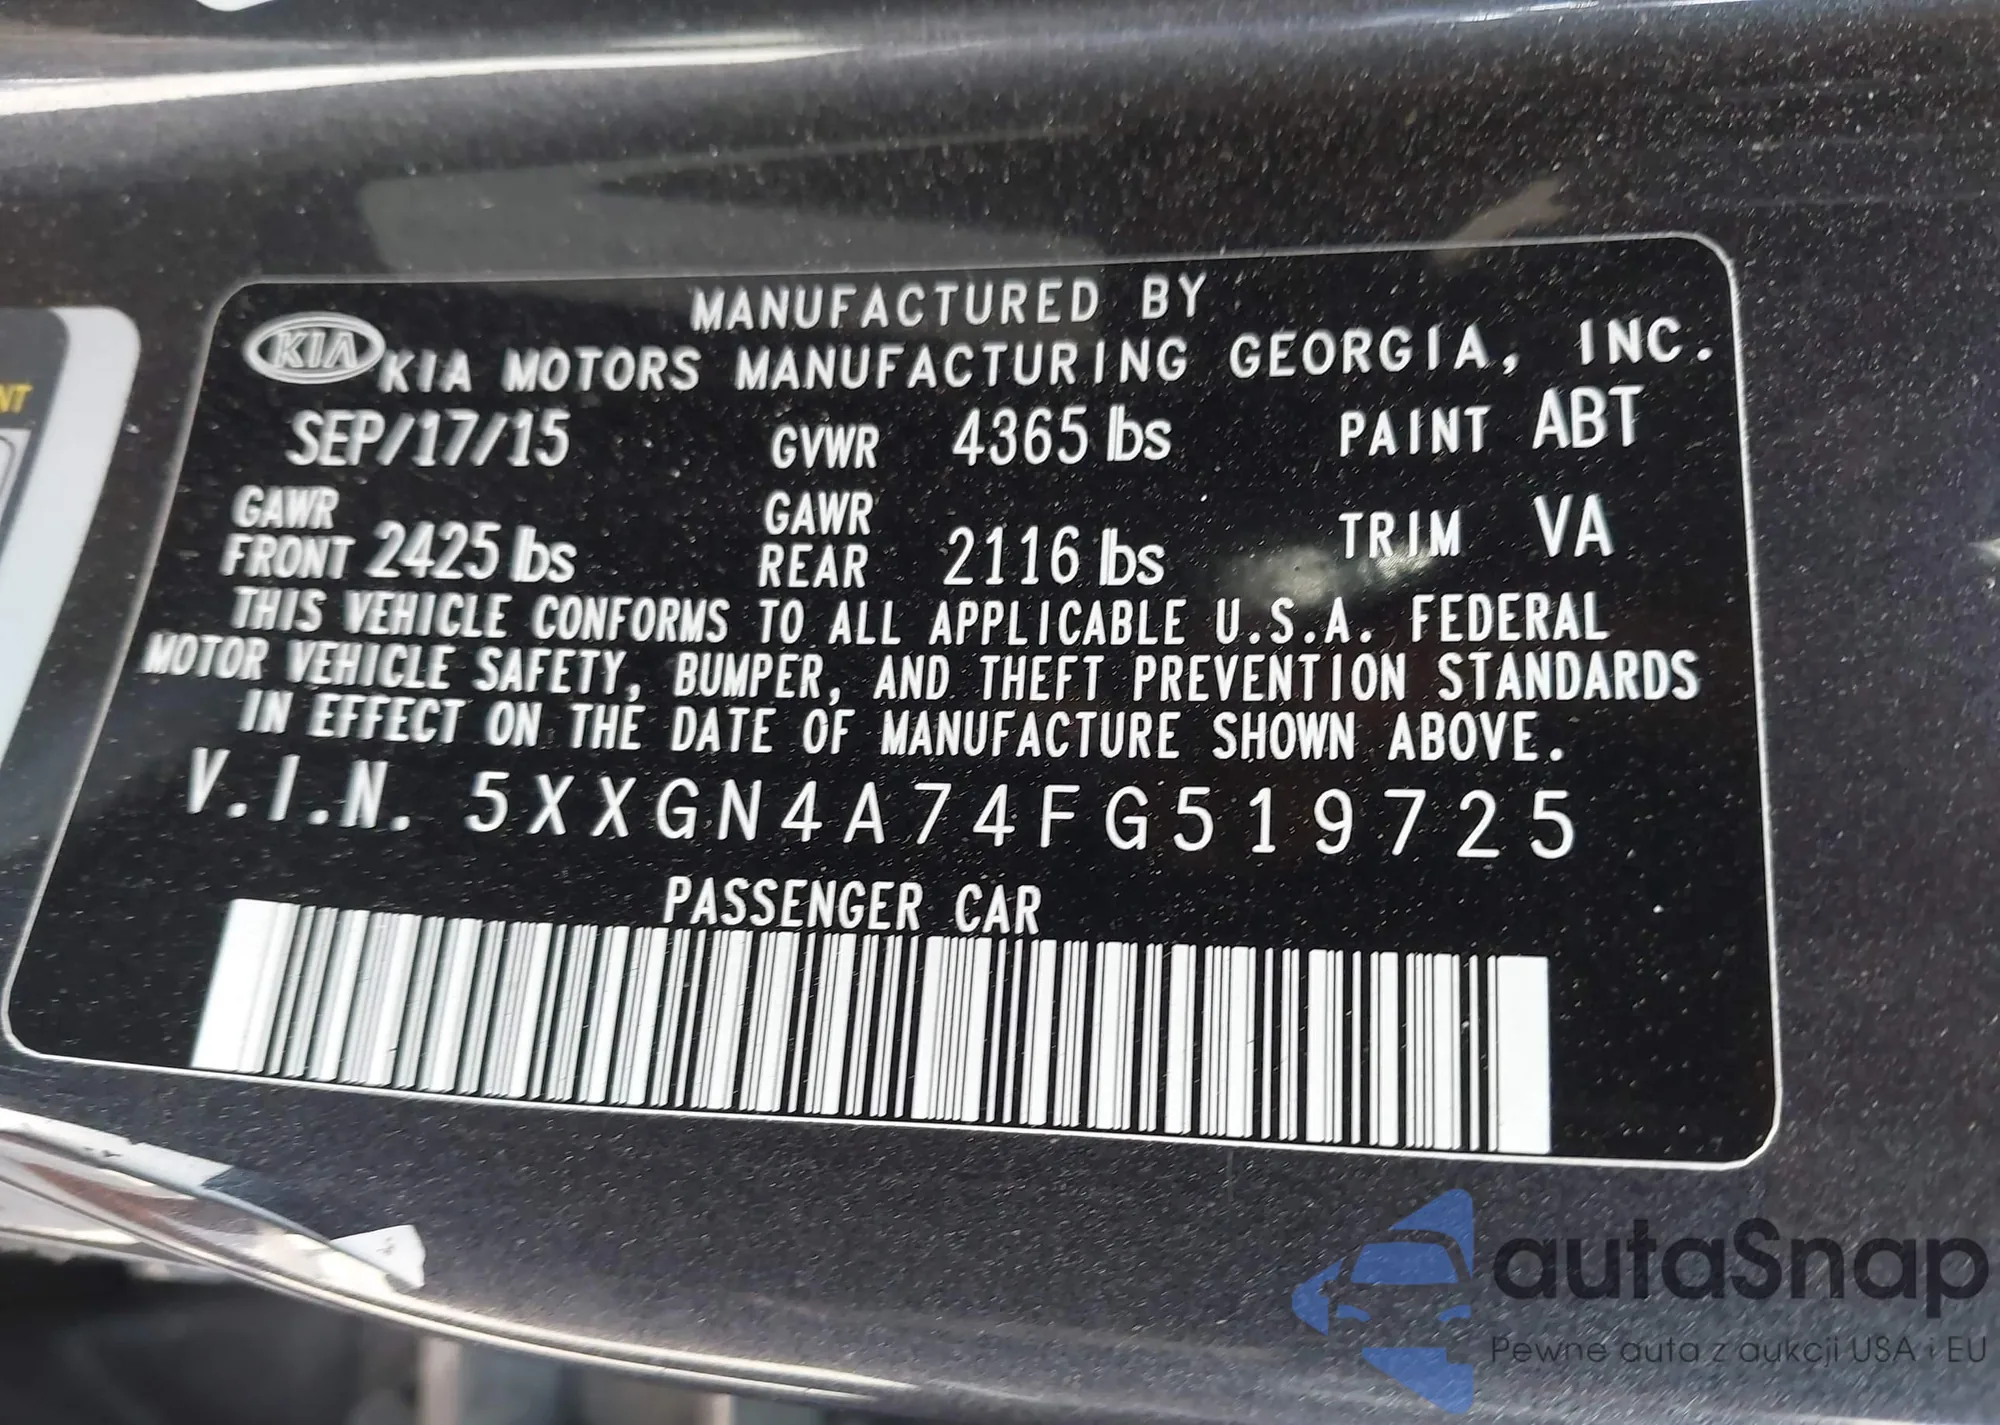 NT
MANUFACTURED BY
KIA KIA MOTORS MANUFACTURING GEORGIA, INC.
SEP/17/15 GVWR 4365 lbs PAINT ABT
GAWR FRONT 2425 lbs GAWR REAR 2116 lbs TRIM VA
THIS VEHICLE CONFORMS TO ALL APPLICABLE U.S.A. FEDERAL
MOTOR VEHICLE SAFETY, BUMPER, AND THEFT PREVENTION STANDARDS
IN EFFECT ON THE DATE OF MANUFACTURE SHOWN ABOVE.
V.I.N. 5XXGN4A74FG519725
PASSENGER CAR
autaSnap
Pewne auta z aukcji USA i EU